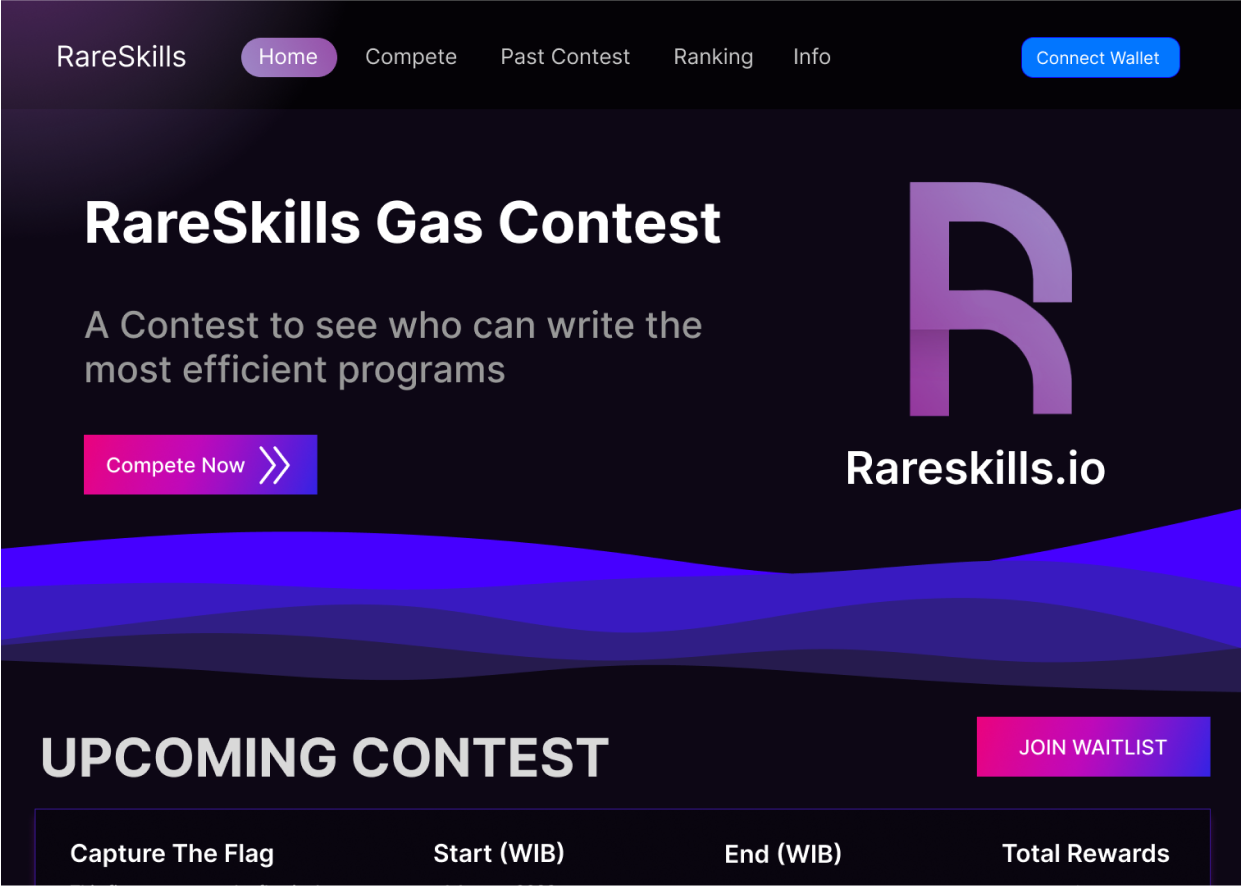 RareSkills
Home
Compete
Past Contest
Ranking
Info
Connect Wallet
RareSkills Gas Contest
A Contest to see who can write the
most efficient programs
Compete Now
Rareskills.io
UPCOMING CONTEST
JOIN WAITLIST
Capture The Flag
Start (WIB)
End (WIB)
Total Rewards